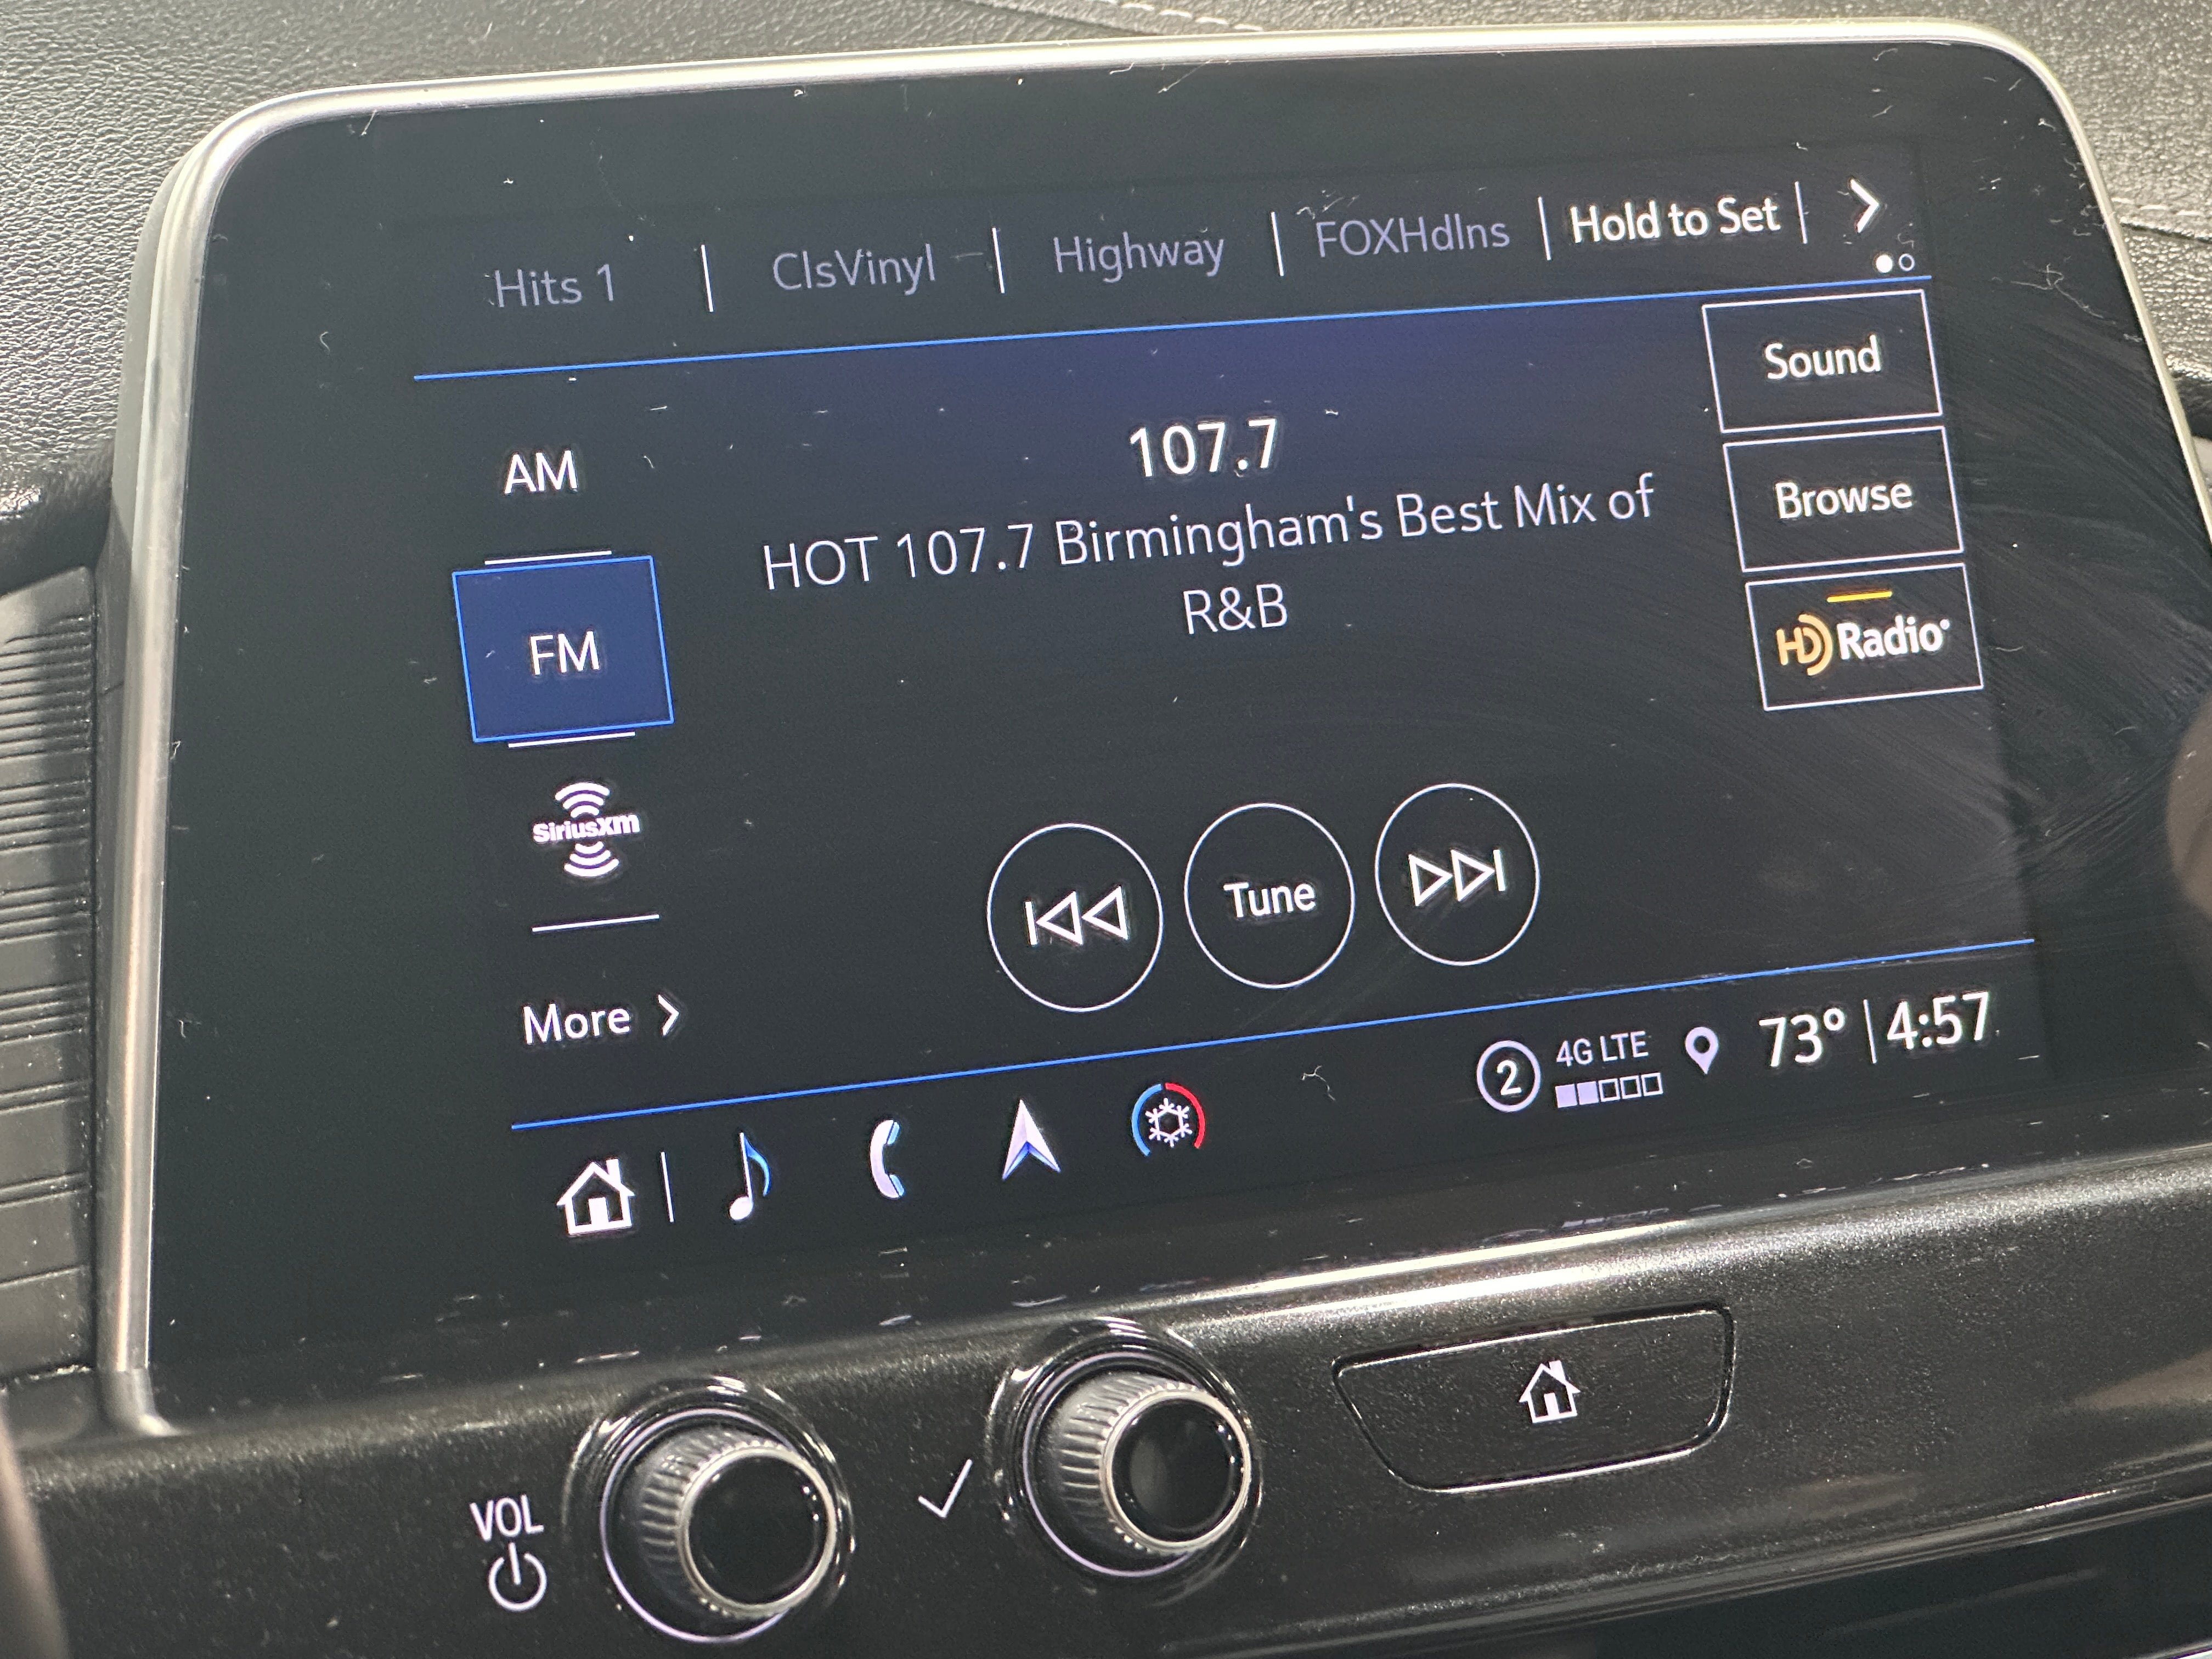 Hits 1 | ClsVinyl | Highway | FOXHdlns | Hold to Set |
Sound
107.7
AM
HOT 107.7 Birmingham's Best Mix of
R&B
Browse
FM
HD Radio
SiriusXM
Tune
More
2 4G LTE 73° | 4:57
VOL